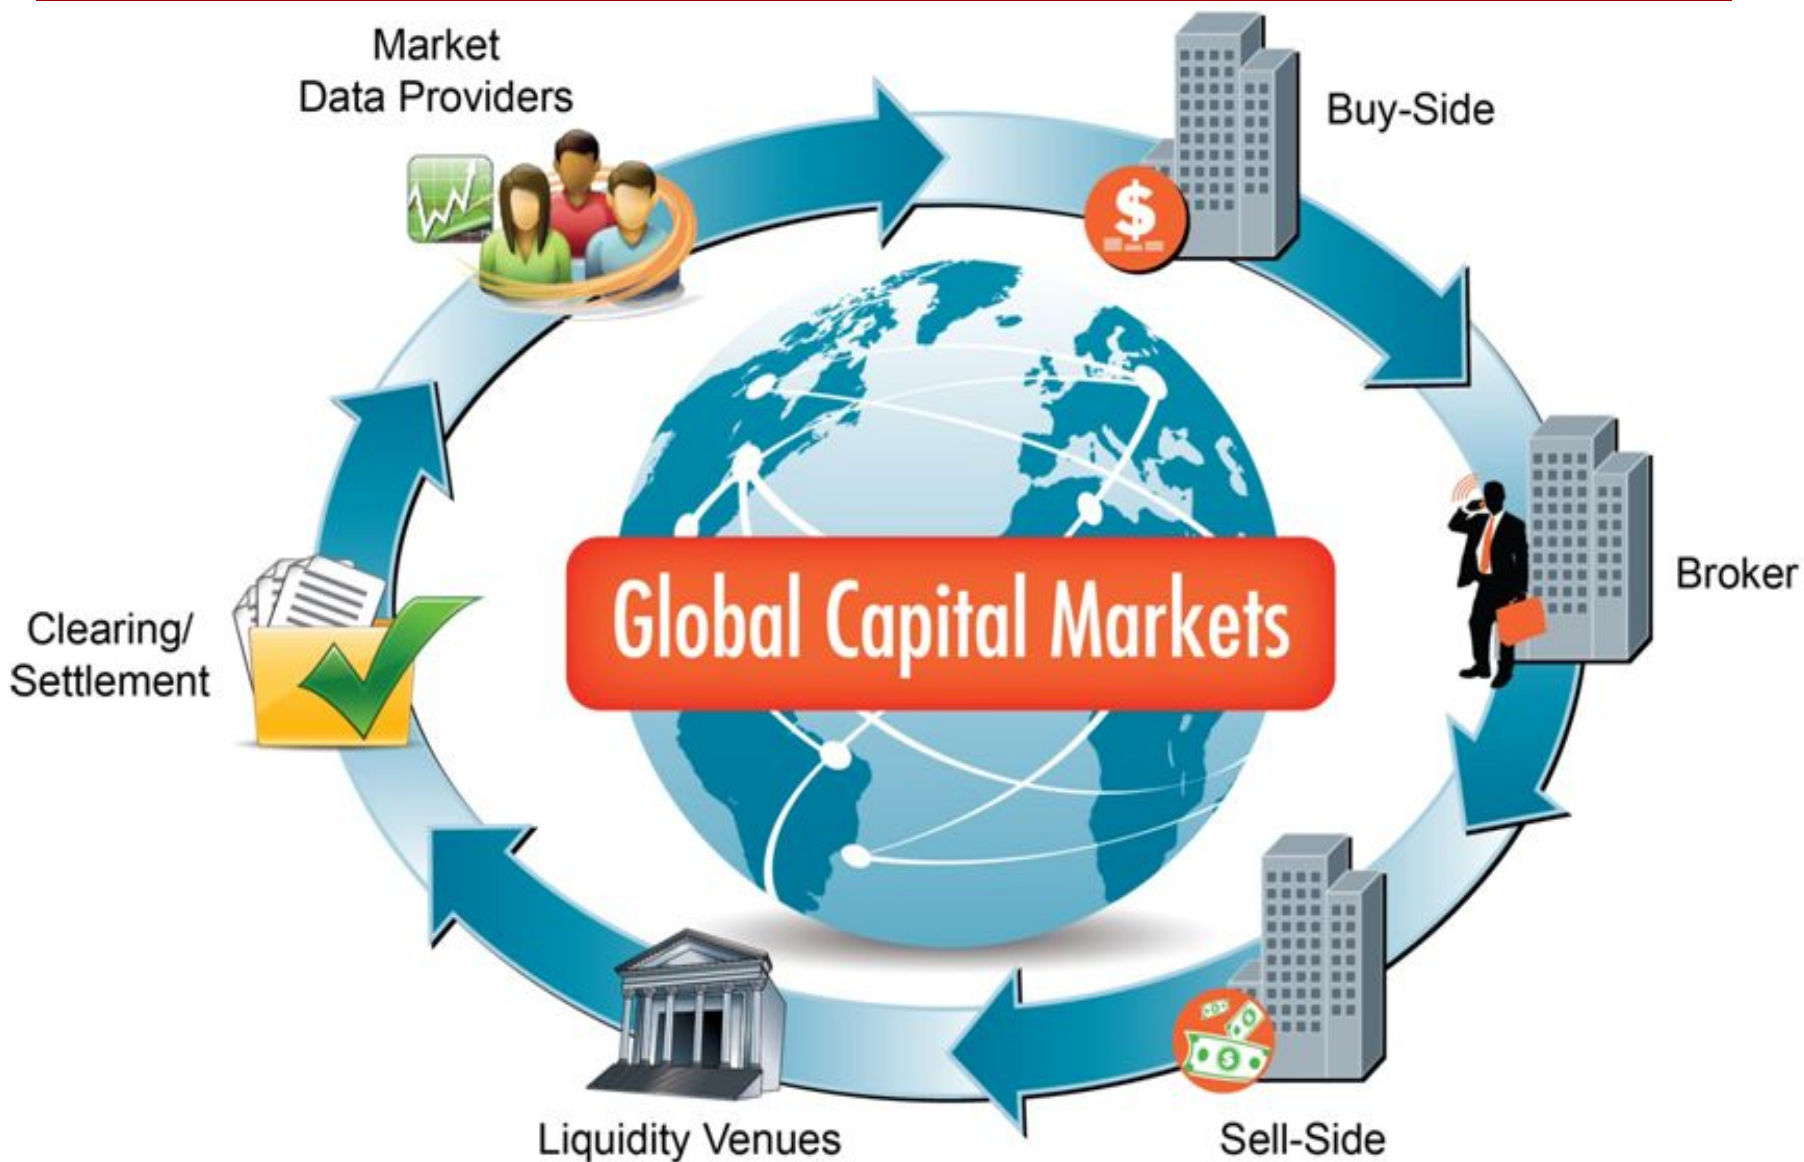 Market
Data Providers
Buy-Side
Broker
Sell-Side
Liquidity Venues
Clearing/
Settlement
Global Capital Markets